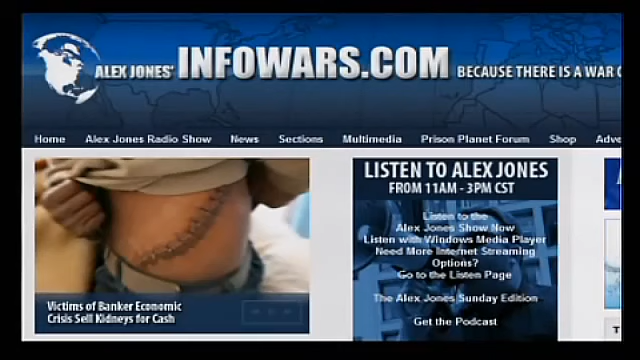 ALEX JONES' INFOWARS.COM BECAUSE THERE IS A WAR
Home Alex Jones Radio Show News Sections Multimedia Prison Planet Forum Shop
LISTEN TO ALEX JONES
FROM 11AM - 3PM CST
Listen to the
Alex Jones Show Now
Listen with Windows Media Player
Need More Internet Streaming
Options?
Go to the Listen Page
The Alex Jones Sunday Edition
Get the Podcast
Victims of Banker Economic
Crisis Sell Kidneys for Cash